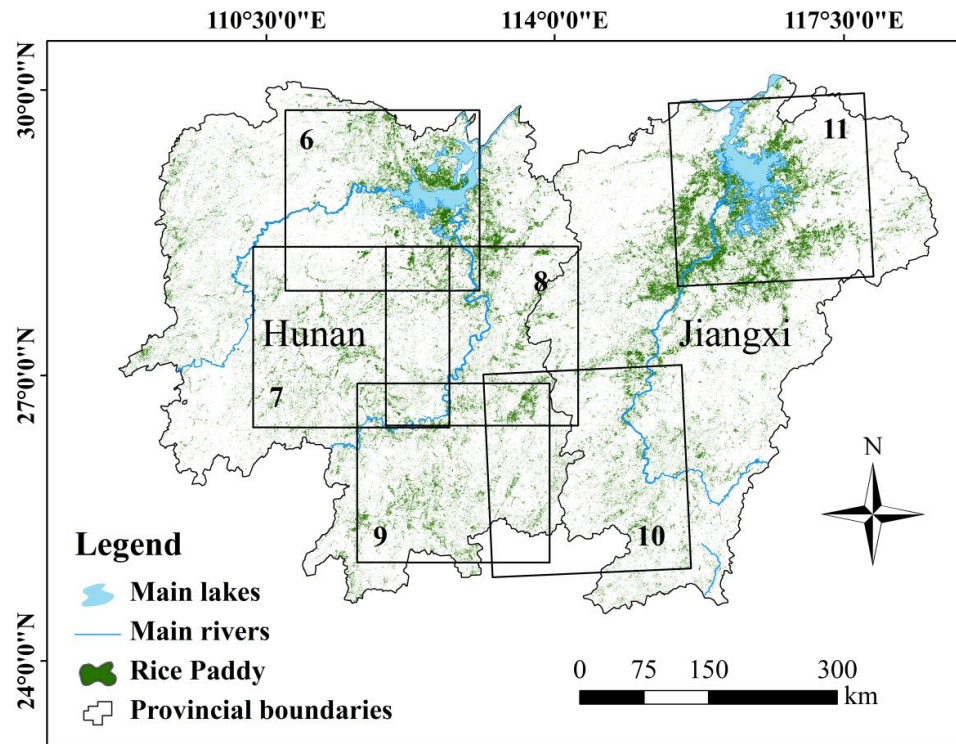 110°30'0"E
114°0'0"E
117°30'0"E
30°0'0"N
27°0'0"N
24°0'0"N
6
11
8
Hunan
Jiangxi
7
9
10
N
Legend
Main lakes
Main rivers
Rice Paddy
Provincial boundaries
0 75 150 300
km